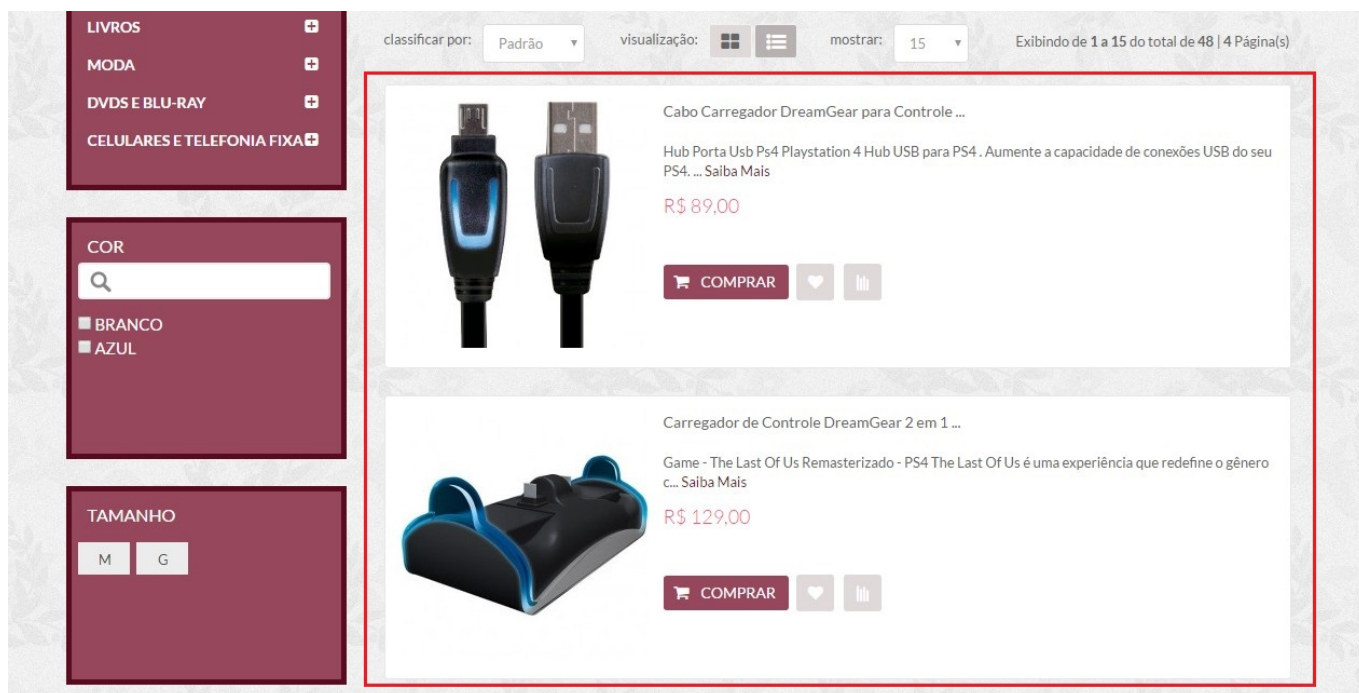 LIVROS
MODA
DVDS E BLU-RAY
CELULARES E TELEFONIA FIXA
COR
BRANCO
AZUL
TAMANHO
M G
classificar por: Padrão visualização: mostrar: 15 Exibindo de 1 a 15 do total de 48 | 4 Página(s)
Cabo Carregador DreamGear para Controle ...
Hub Porta Usb Ps4 Playstation 4 Hub USB para PS4 . Aumente a capacidade de conexões USB do seu
PS4. ... Saiba Mais
R$ 89,00
COMPRAR
Carregador de Controle DreamGear 2 em 1 ...
Game - The Last Of Us Remasterizado - PS4 The Last Of Us é uma experiência que redefine o gênero
c... Saiba Mais
R$ 129,00
COMPRAR